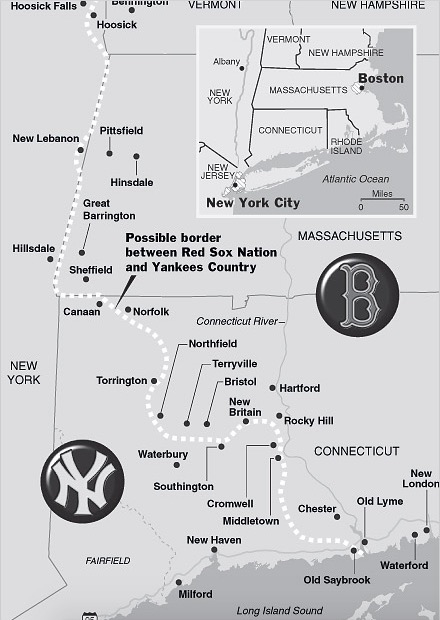 Hoosick Falls
Bennington
VERMONT
NEW HAMPSHIRE
Hoosick
VERMONT
NEW HAMPSHIRE
Albany
Boston
MASSACHUSETTS
NEW
YORK
CONNECTICUT
RHODE
ISLAND
NEW
JERSEY
Atlantic Ocean
Miles
0 50
New York City
New Lebanon
Pittsfield
Hinsdale
Great
Barrington
Hillsdale
Sheffield
Possible border
between Red Sox Nation
and Yankees Country
MASSACHUSETTS
B
Canaan
Norfolk
Connecticut River
NEW
YORK
Northfield
Terryville
Torrington
Bristol
Hartford
New
Britain
Rocky Hill
CONNECTICUT
Waterbury
Southington
NY
Cromwell
Middletown
New
London
Chester
Old Lyme
New Haven
FAIRFIELD
Waterford
Old Saybrook
Milford
Long Island Sound
95